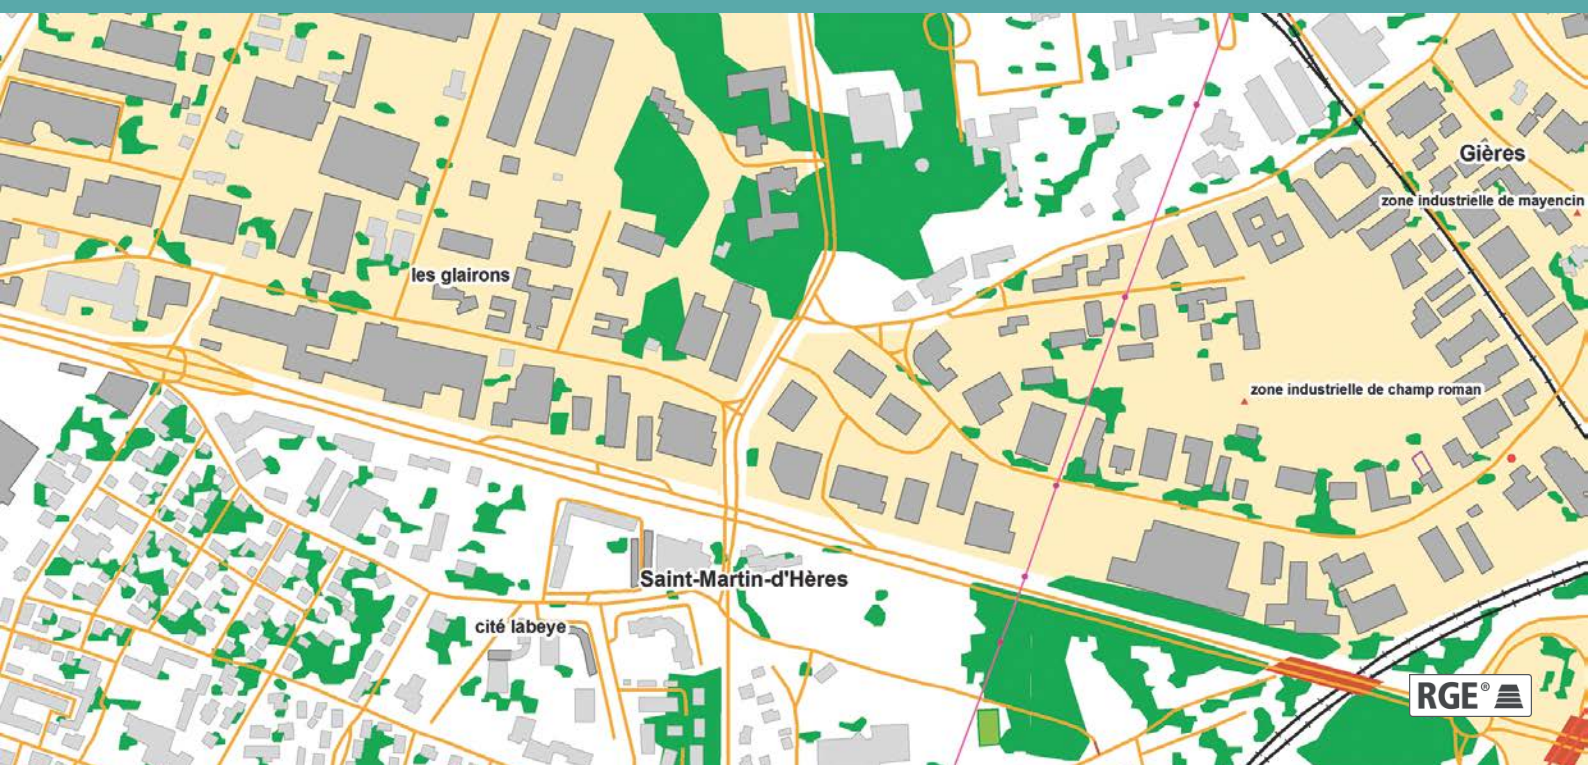 Gières
zone industrielle de mayencin
les glairons
zone industrielle de champ roman
Saint-Martin-d'Hères
cité labeye
RGE®